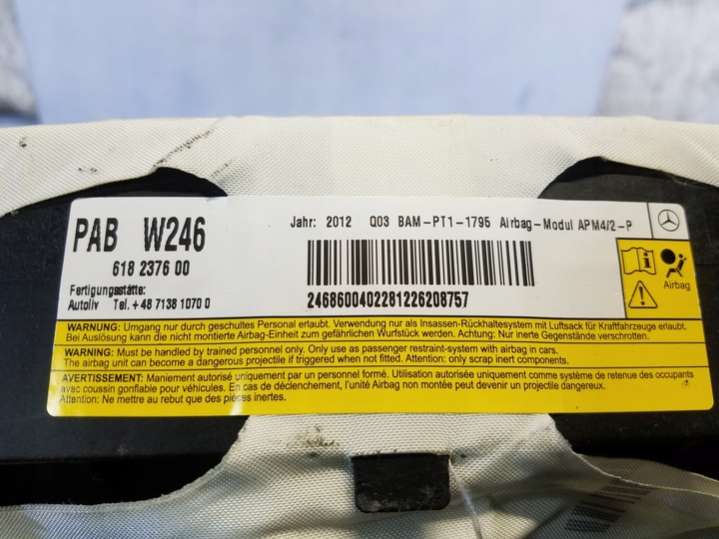 PAB W246
618 2376 00
Fertigungsstätte:
Autoliv Tel. +48 7138 1070 0
Jahr: 2012 Q03 BAM-PT1-1795 Airbag-Modul APM4/2-P
2468600402281226208757
Airbag
WARNUNG: Umgang nur durch geschultes Personal erlaubt. Verwendung nur als Insassen-Rückhaltesystem mit Luftsack für Kraftfahrzeuge erlaubt.
Bei Auslösung kann die nicht montierte Airbag-Einheit zum gefährlichen Wurfstück werden. Achtung: Nur inerte Gegenstände verschrotten.
WARNING: Must be handled by trained personnel only. Only use as passenger restraint-system with airbag in cars.
The airbag unit can become a dangerous projectile if triggered when not fitted. Attention: only scrap inert components.
AVERTISSEMENT: Maniement autorisé uniquement par un personnel formé. Utilisation autorisée uniquement comme système de retenue des occupants
avec coussin gonflable pour véhicules. En cas de déclenchement, l'unité Airbag non montée peut devenir un projectile dangereux.
Attention: Ne mettre au rebut que des pièces inertes.